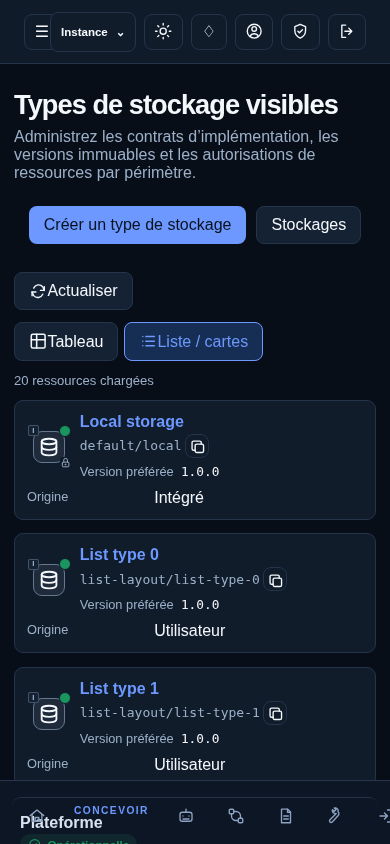 Instance
Types de stockage visibles
Administrez les contrats d’implémentation, les
versions immuables et les autorisations de
ressources par périmètre.
Créer un type de stockage
Stockages
Actualiser
Tableau
Liste / cartes
20 ressources chargées
I
Local storage
default/local
Version préférée 1.0.0
Origine
Intégré
I
List type 0
list-layout/list-type-0
Version préférée 1.0.0
Origine
Utilisateur
I
List type 1
list-layout/list-type-1
Version préférée 1.0.0
Origine
Utilisateur
CONCEVOIR
Plateforme
Opérationnelle